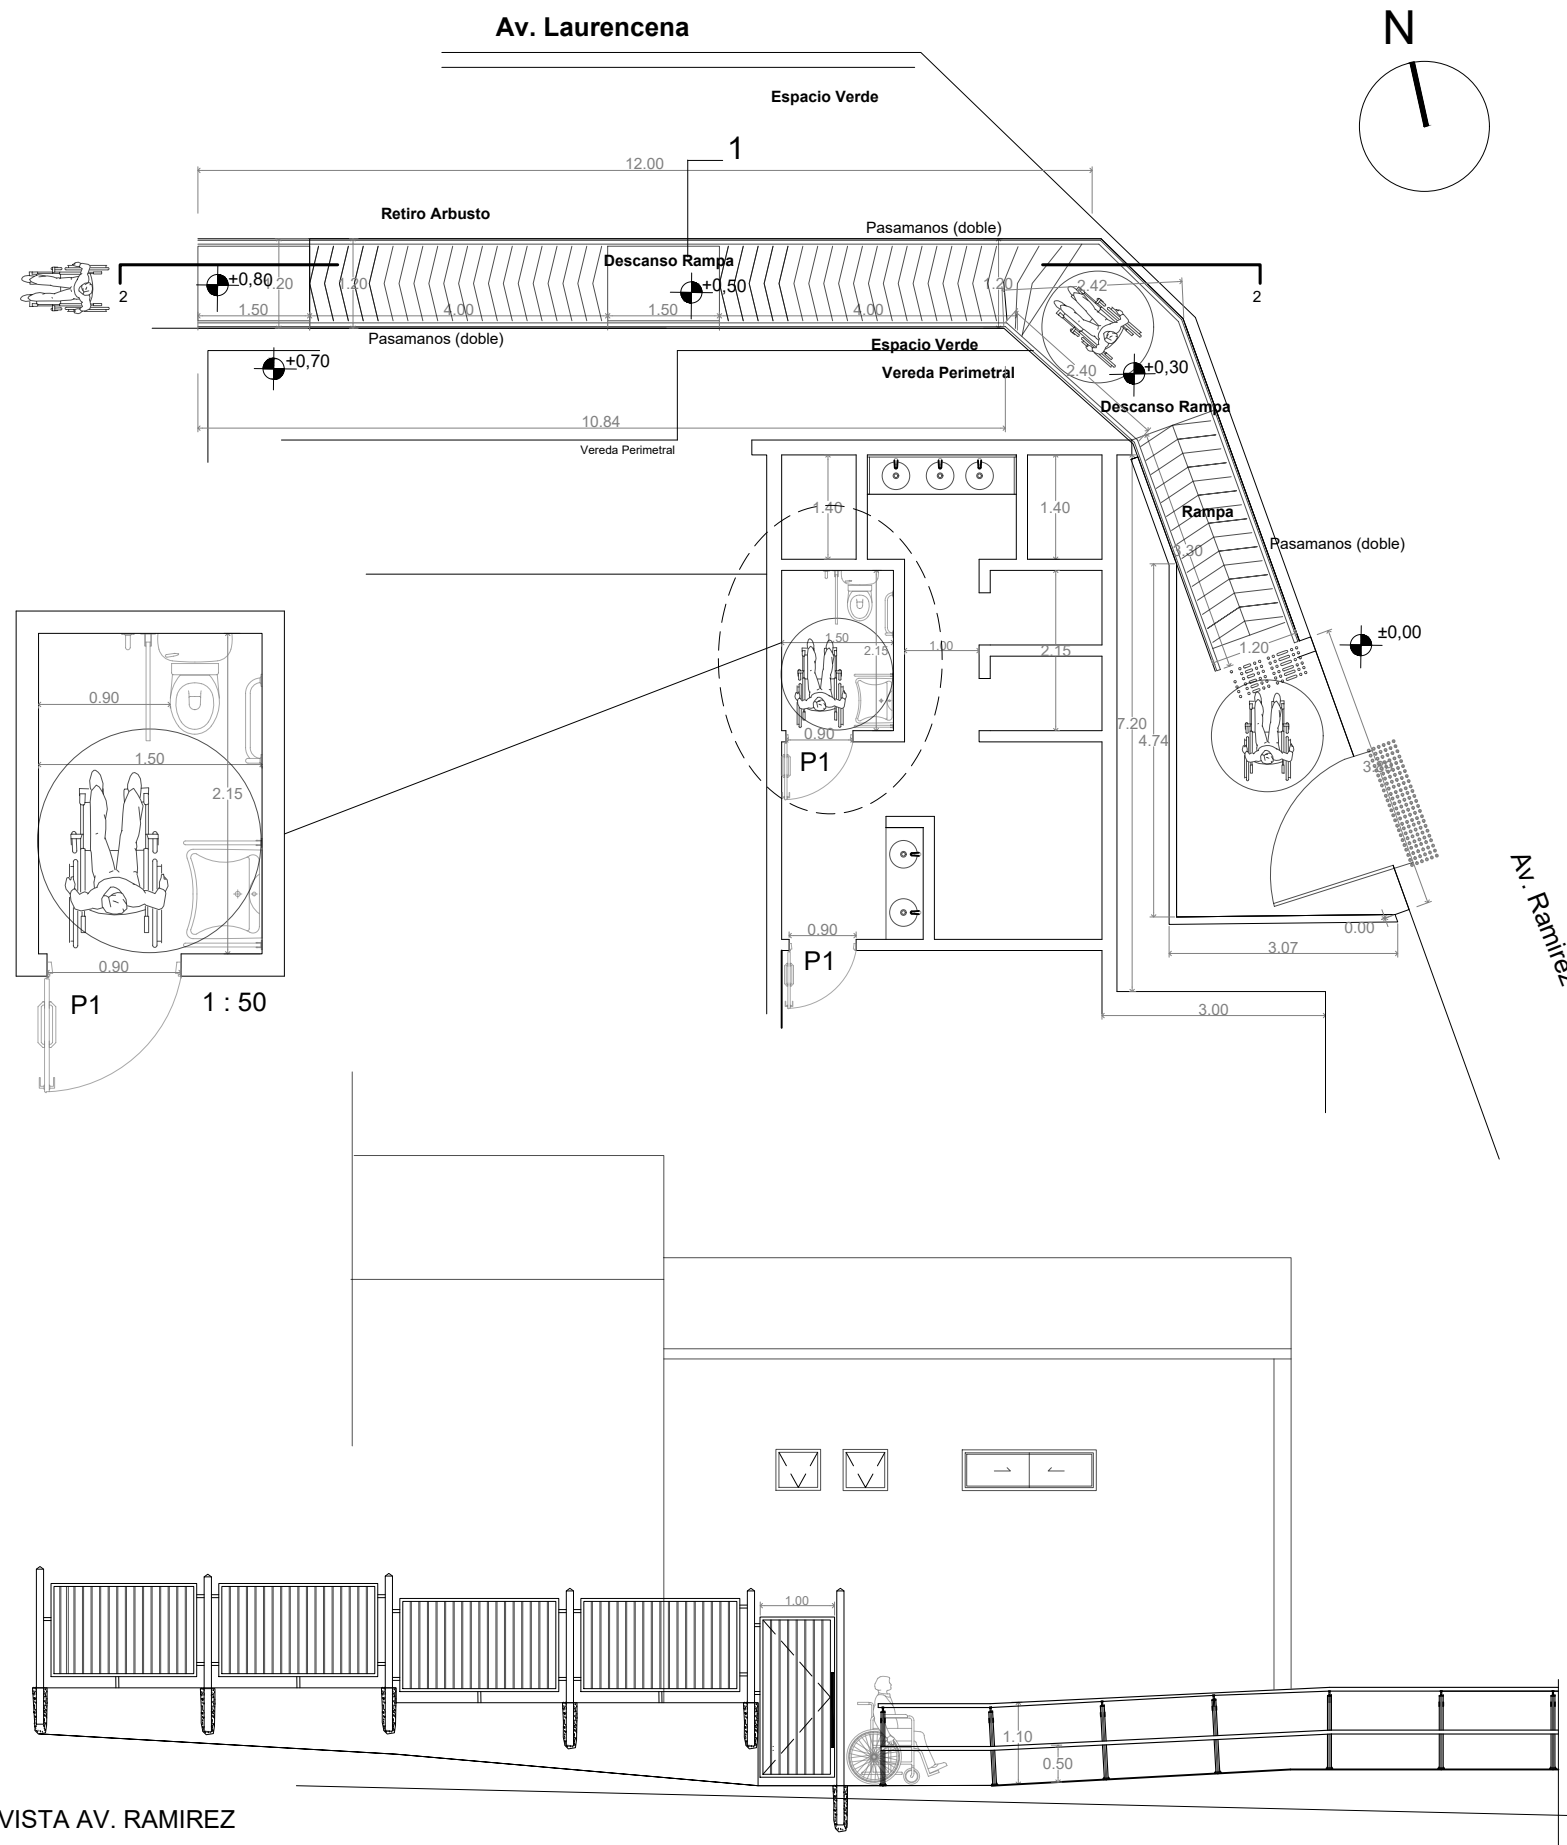 Av. Laurencena
N
Espacio Verde
1
12.00
Retiro Arbusto
Pasamanos (doble)
Descanso Rampa
+0,80
1.20
1.20
+0,50
1.20
2.42
2
2
1.50
4.00
1.50
4.00
Pasamanos (doble)
Espacio Verde
+0,70
Vereda Perimetral
2.40
+0,30
Descanso Rampa
10.84
Vereda Perimetral
1.40
1.40
Rampa
Pasamanos (doble)
3.30
1.50
2.15
1.00
2.15
±0,00
1.20
0.90
7.20
4.74
P1
0.90
1.50
2.15
0.90
P1
1 : 50
0.90
P1
Av. Ramirez
0.00
3.07
3.00
1.00
1.10
0.50
VISTA AV. RAMIREZ